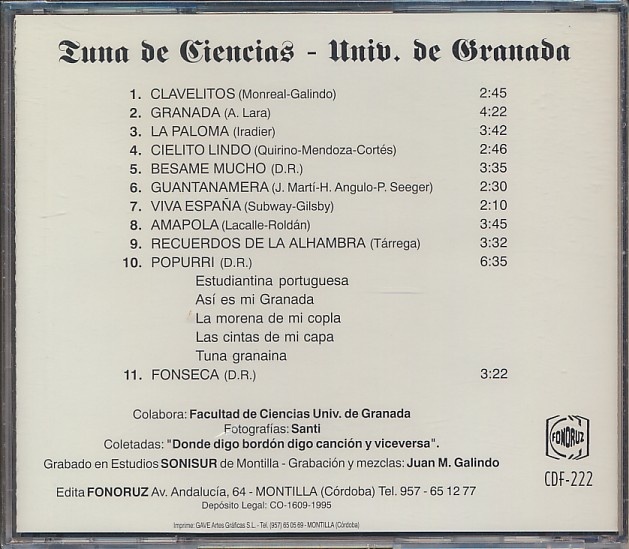 Tuna de Ciencias - Univ. de Granada
1. CLAVELITOS (Monreal-Galindo) 2:45
2. GRANADA (A. Lara) 4:22
3. LA PALOMA (Iradier) 3:42
4. CIELITO LINDO (Quirino-Mendoza-Cortés) 2:46
5. BESAME MUCHO (D.R.) 3:35
6. GUANTANAMERA (J. Martí-H. Angulo-P. Seeger) 2:30
7. VIVA ESPAÑA (Subway-Gilsby) 2:10
8. AMAPOLA (Lacalle-Roldán) 3:45
9. RECUERDOS DE LA ALHAMBRA (Tárrega) 3:32
10. POPURRI (D.R.) 6:35
Estudiantina portuguesa
Así es mi Granada
La morena de mi copla
Las cintas de mi capa
Tuna granaina
11. FONSECA (D.R.) 3:22
Colabora: Facultad de Ciencias Univ. de Granada
Fotografías: Santi
Coletadas: "Donde digo bordón digo canción y viceversa".
Grabado en Estudios SONISUR de Montilla - Grabación y mezclas: Juan M. Galindo
FONORUZ
CDF-222
Edita FONORUZ Av. Andalucía, 64 - MONTILLA (Córdoba) Tel. 957 - 65 12 77
Depósito Legal: CO-1609-1995
Imprime: GAVE Artes Gráficas S.L. - Tel. (957) 65 05 69 - MONTILLA (Córdoba)